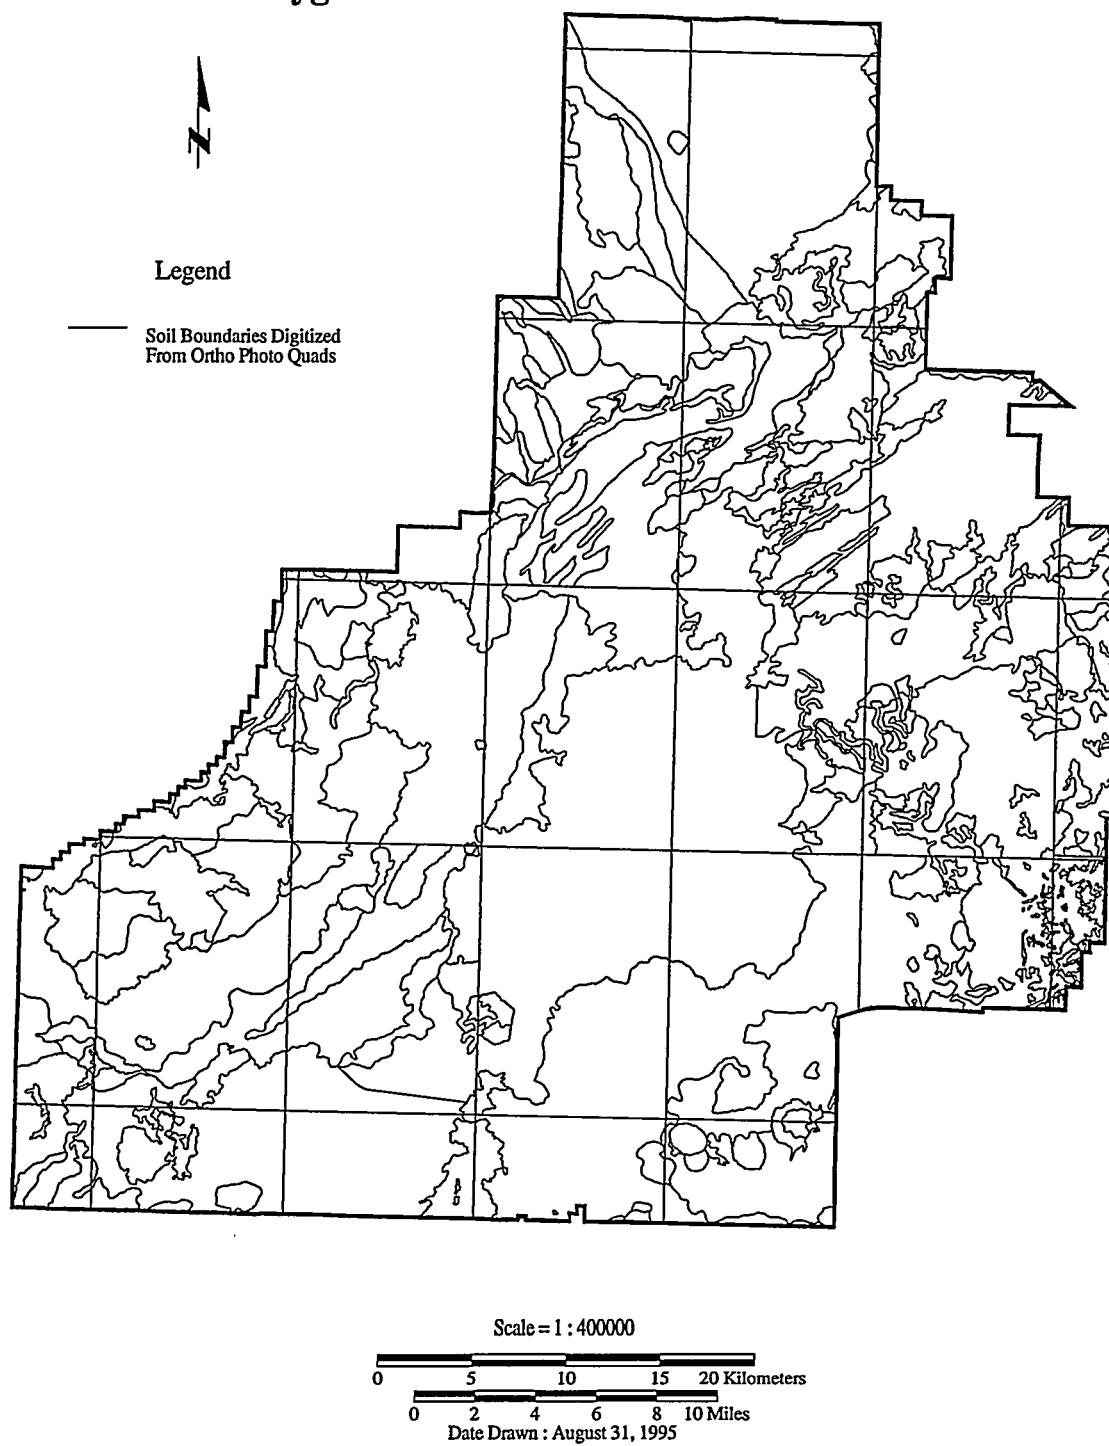 N
Legend
Soil Boundaries Digitized
From Ortho Photo Quads
Scale = 1 : 400000
0 5 10 15 20 Kilometers
0 2 4 6 8 10 Miles
Date Drawn : August 31, 1995